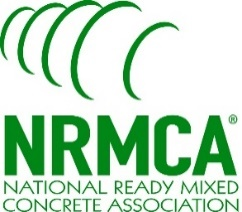 NRMCA®
NATIONAL READY MIXED
CONCRETE ASSOCIATION